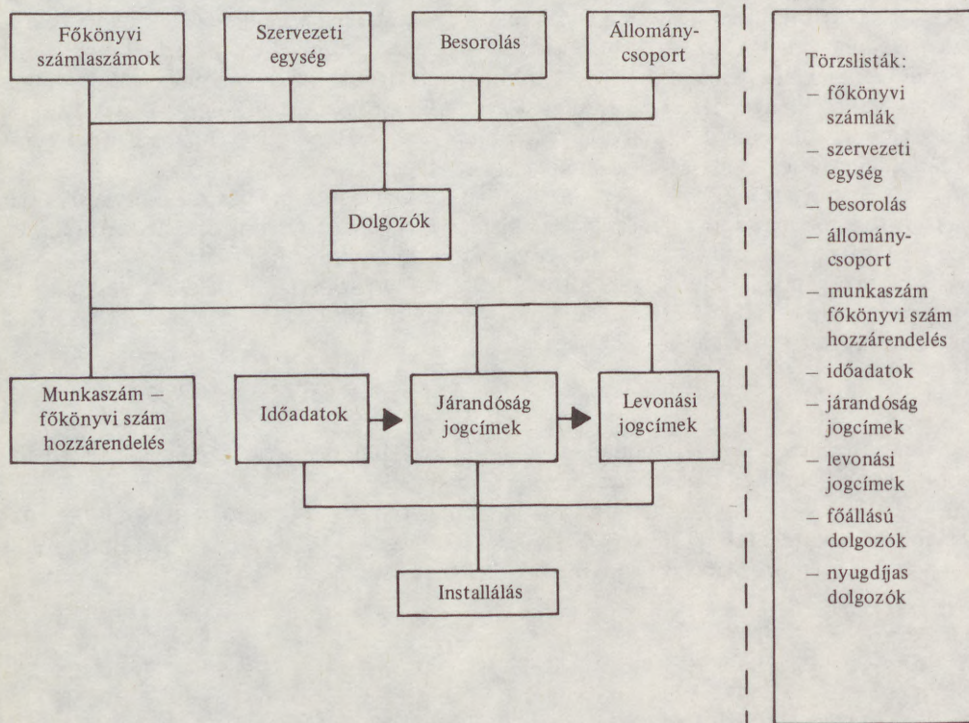 Főkönyvi
számlaszámok
Szervezeti
egység
Besorolás
Állomány-
csoport
Dolgozók
Munkaszám –
főkönyvi szám
hozzárendelés
Időadatok
Járandóság
jogcímek
Levonási
jogcímek
Installálás
Törzslisták:
– főkönyvi
számlák
– szervezeti
egység
– besorolás
– állomány-
csoport
– munkaszám
főkönyvi szám
hozzárendelés
– időadatok
– járandóság
jogcímek
– levonási
jogcímek
– főállású
dolgozók
– nyugdíjas
dolgozók